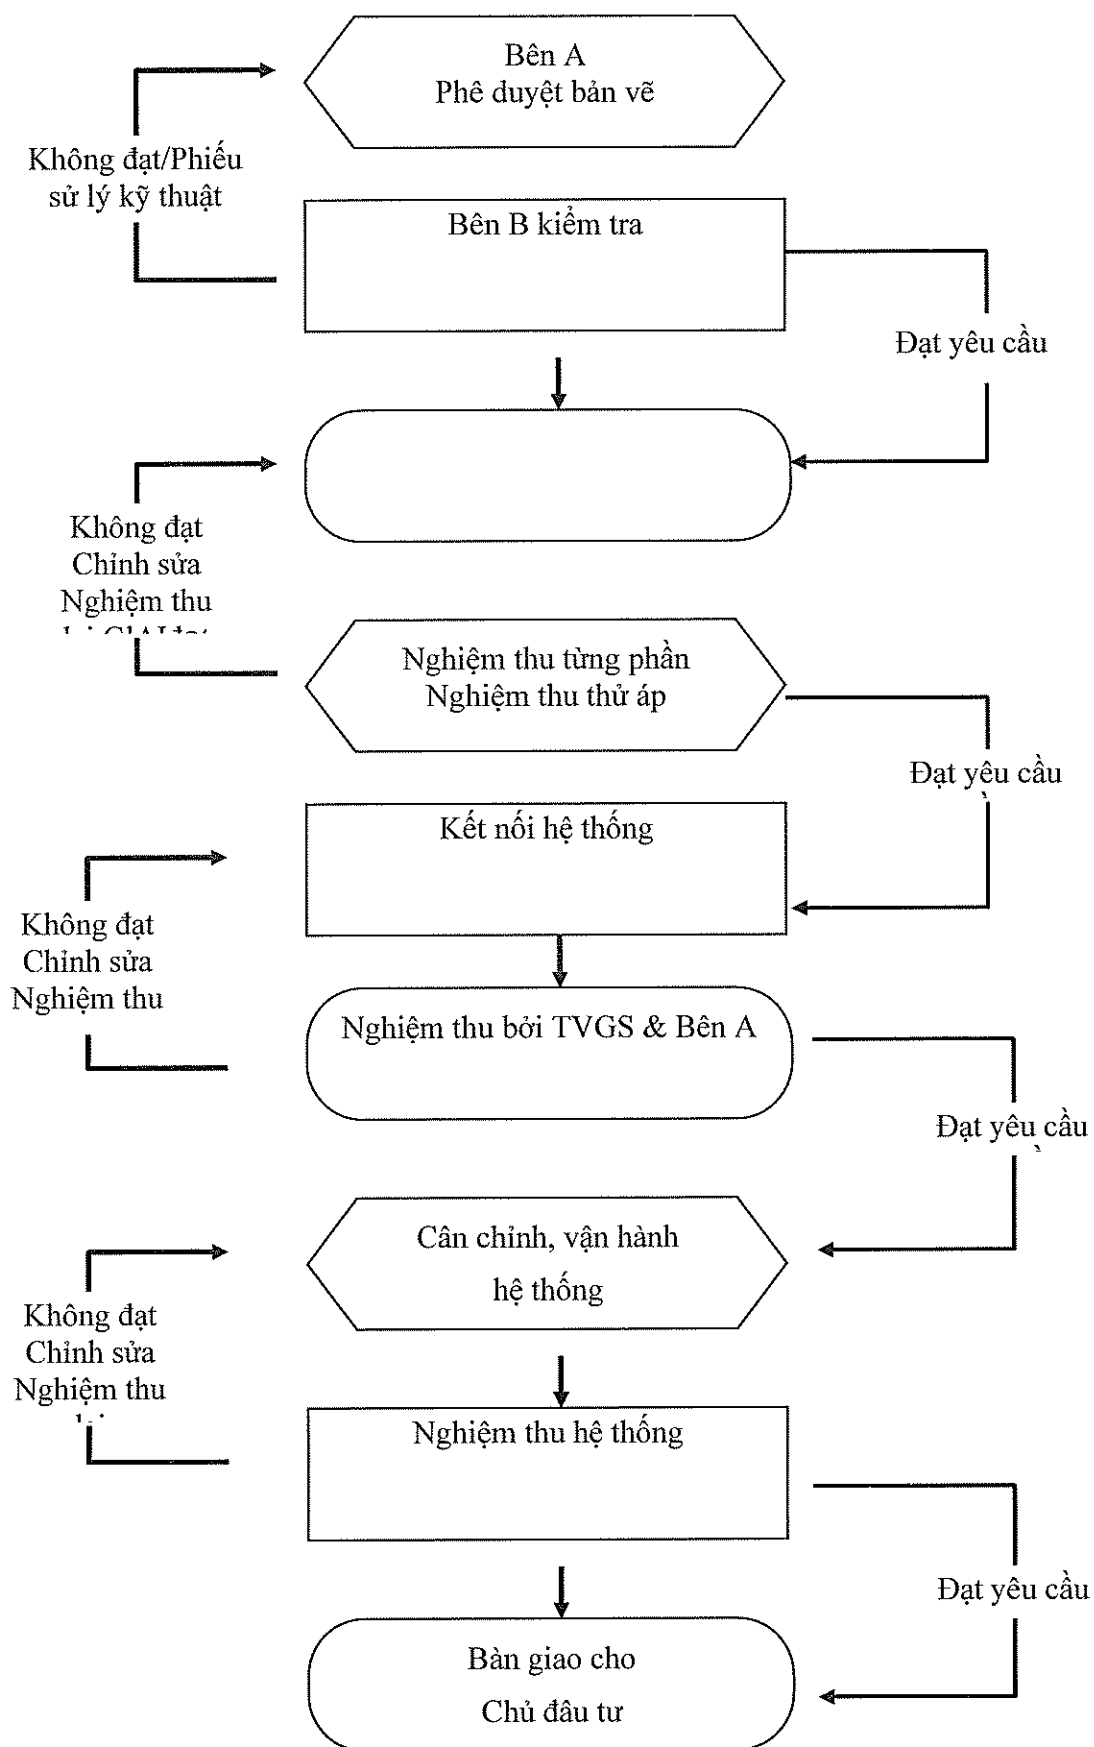 Bên A
Phê duyệt bản vẽ
Không đạt/Phiếu
sử lý kỹ thuật
Bên B kiểm tra
Đạt yêu cầu
Không đạt
Chỉnh sửa
Nghiệm thu
Nghiệm thu từng phần
Nghiệm thu thử áp
Đạt yêu cầu
Kết nối hệ thống
Không đạt
Chỉnh sửa
Nghiệm thu
Nghiệm thu bởi TVGS & Bên A
Đạt yêu cầu
Cân chỉnh, vận hành
hệ thống
Không đạt
Chỉnh sửa
Nghiệm thu
Nghiệm thu hệ thống
Đạt yêu cầu
Bàn giao cho
Chủ đâu tư